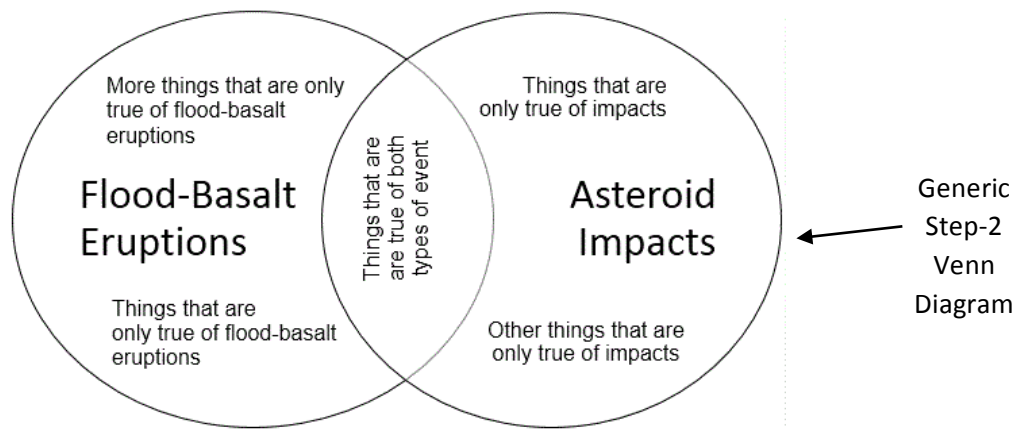 More things that are only
true of flood-basalt
eruptions
Flood-Basalt
Eruptions
Things that are
only true of flood-basalt
eruptions
Things that are
are true of both
types of event
Things that are
only true of impacts
Asteroid
Impacts
Other things that are
only true of impacts
Generic
Step-2
Venn
Diagram